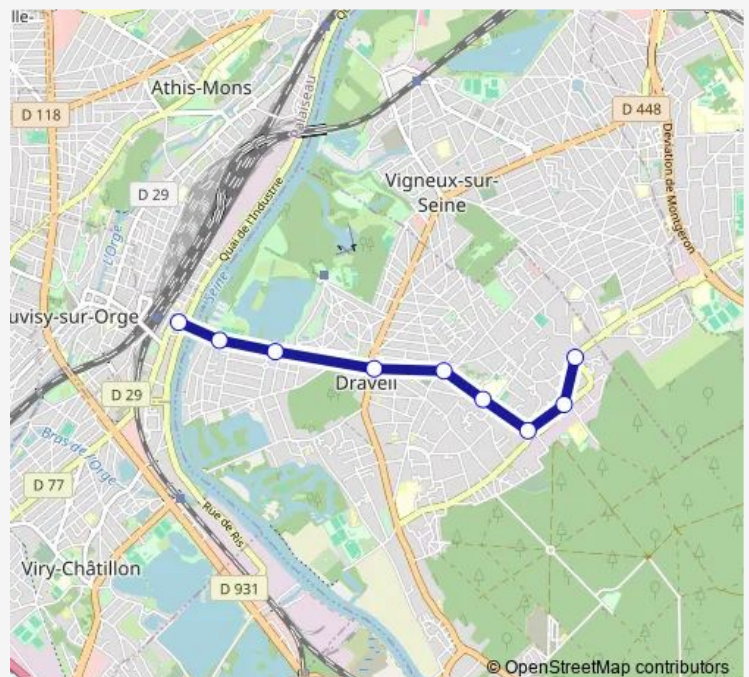 lle-
Athis-Mons
D 118
D 448
Palaiseau
Déviation de Montgeron
D 29
Vigneux-sur-
Seine
L'Orge
Quai de l'Industrie
Seine
uvisy-sur-Orge
Draveil
D 29
Bras de l'Orge
D 77
Rue de Ris
Viry-Châtillon
D 931
© OpenStreetMap contributors